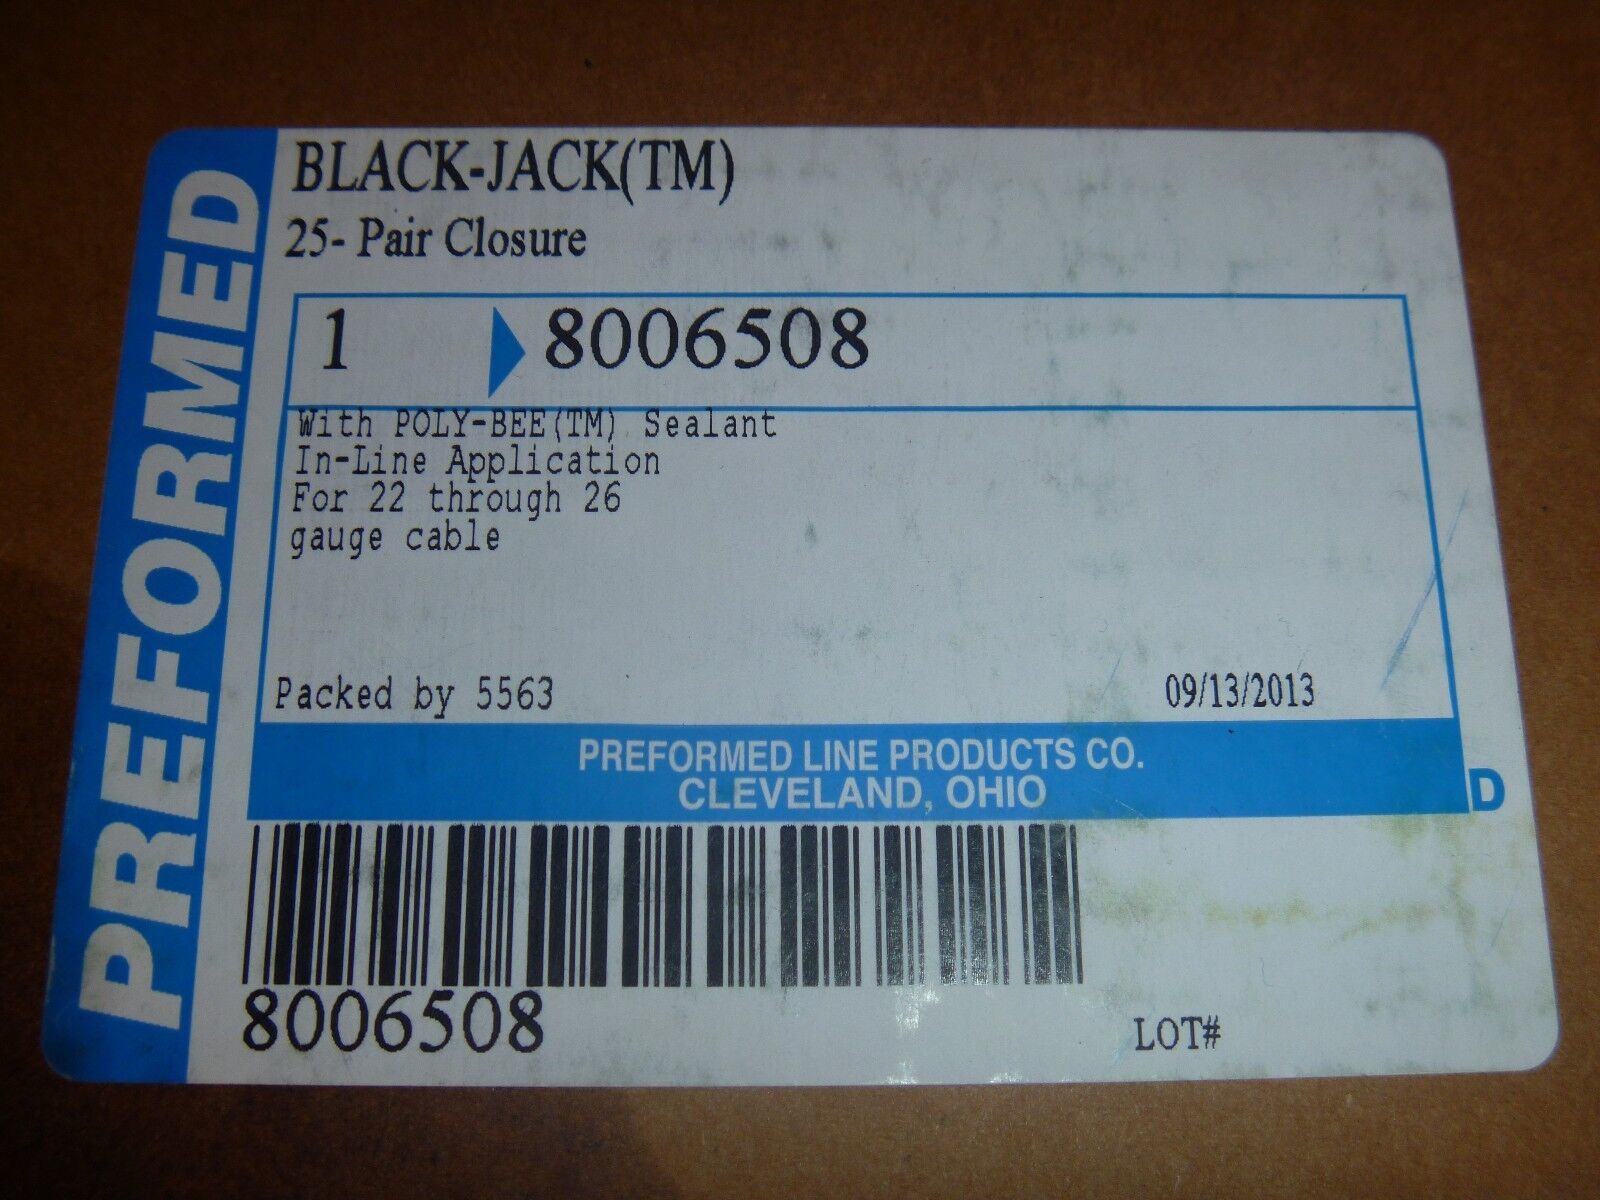 PREFORMED
BLACK-JACK(TM)
25- Pair Closure
1 8006508
With POLY-BEE(TM) Sealant
In-Line Application
For 22 through 26
gauge cable
Packed by 5563 09/13/2013
PREFORMED LINE PRODUCTS CO.
CLEVELAND, OHIO
D
8006508
LOT#